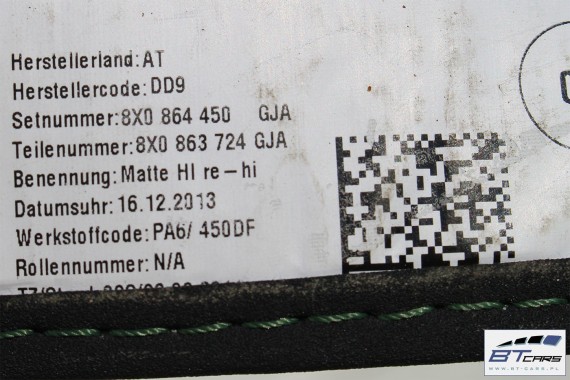 Herstellerland: AT
Herstellercode: DD9
Setnummer: 8X0 864 450 GJA
Teilenummer: 8X0 863 724 GJA
Benennung: Matte HI re-hi
Datumsuhr: 16.12.2013
Werkstoffcode: PA6/ 450DF
Rollennummer: N/A
BTCARS
BT-CARS.PL